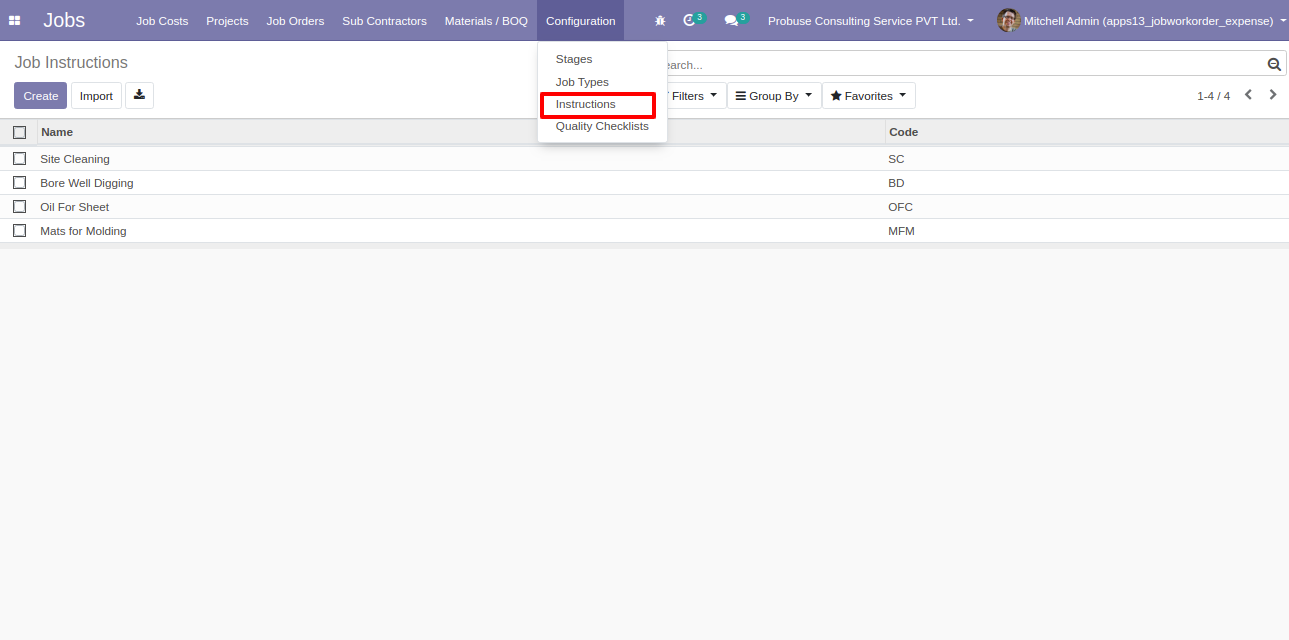 Jobs Job Costs Projects Job Orders Sub Contractors Materials / BOQ Configuration 3 3 Probuse Consulting Service PVT Ltd. Mitchell Admin (apps13_jobworkorder_expense)
Job Instructions
earch...
Create Import
Filters Group By Favorites 1-4 / 4
Stages
Job Types
Instructions
Quality Checklists
Name Code
Site Cleaning SC
Bore Well Digging BD
Oil For Sheet OFC
Mats for Molding MFM